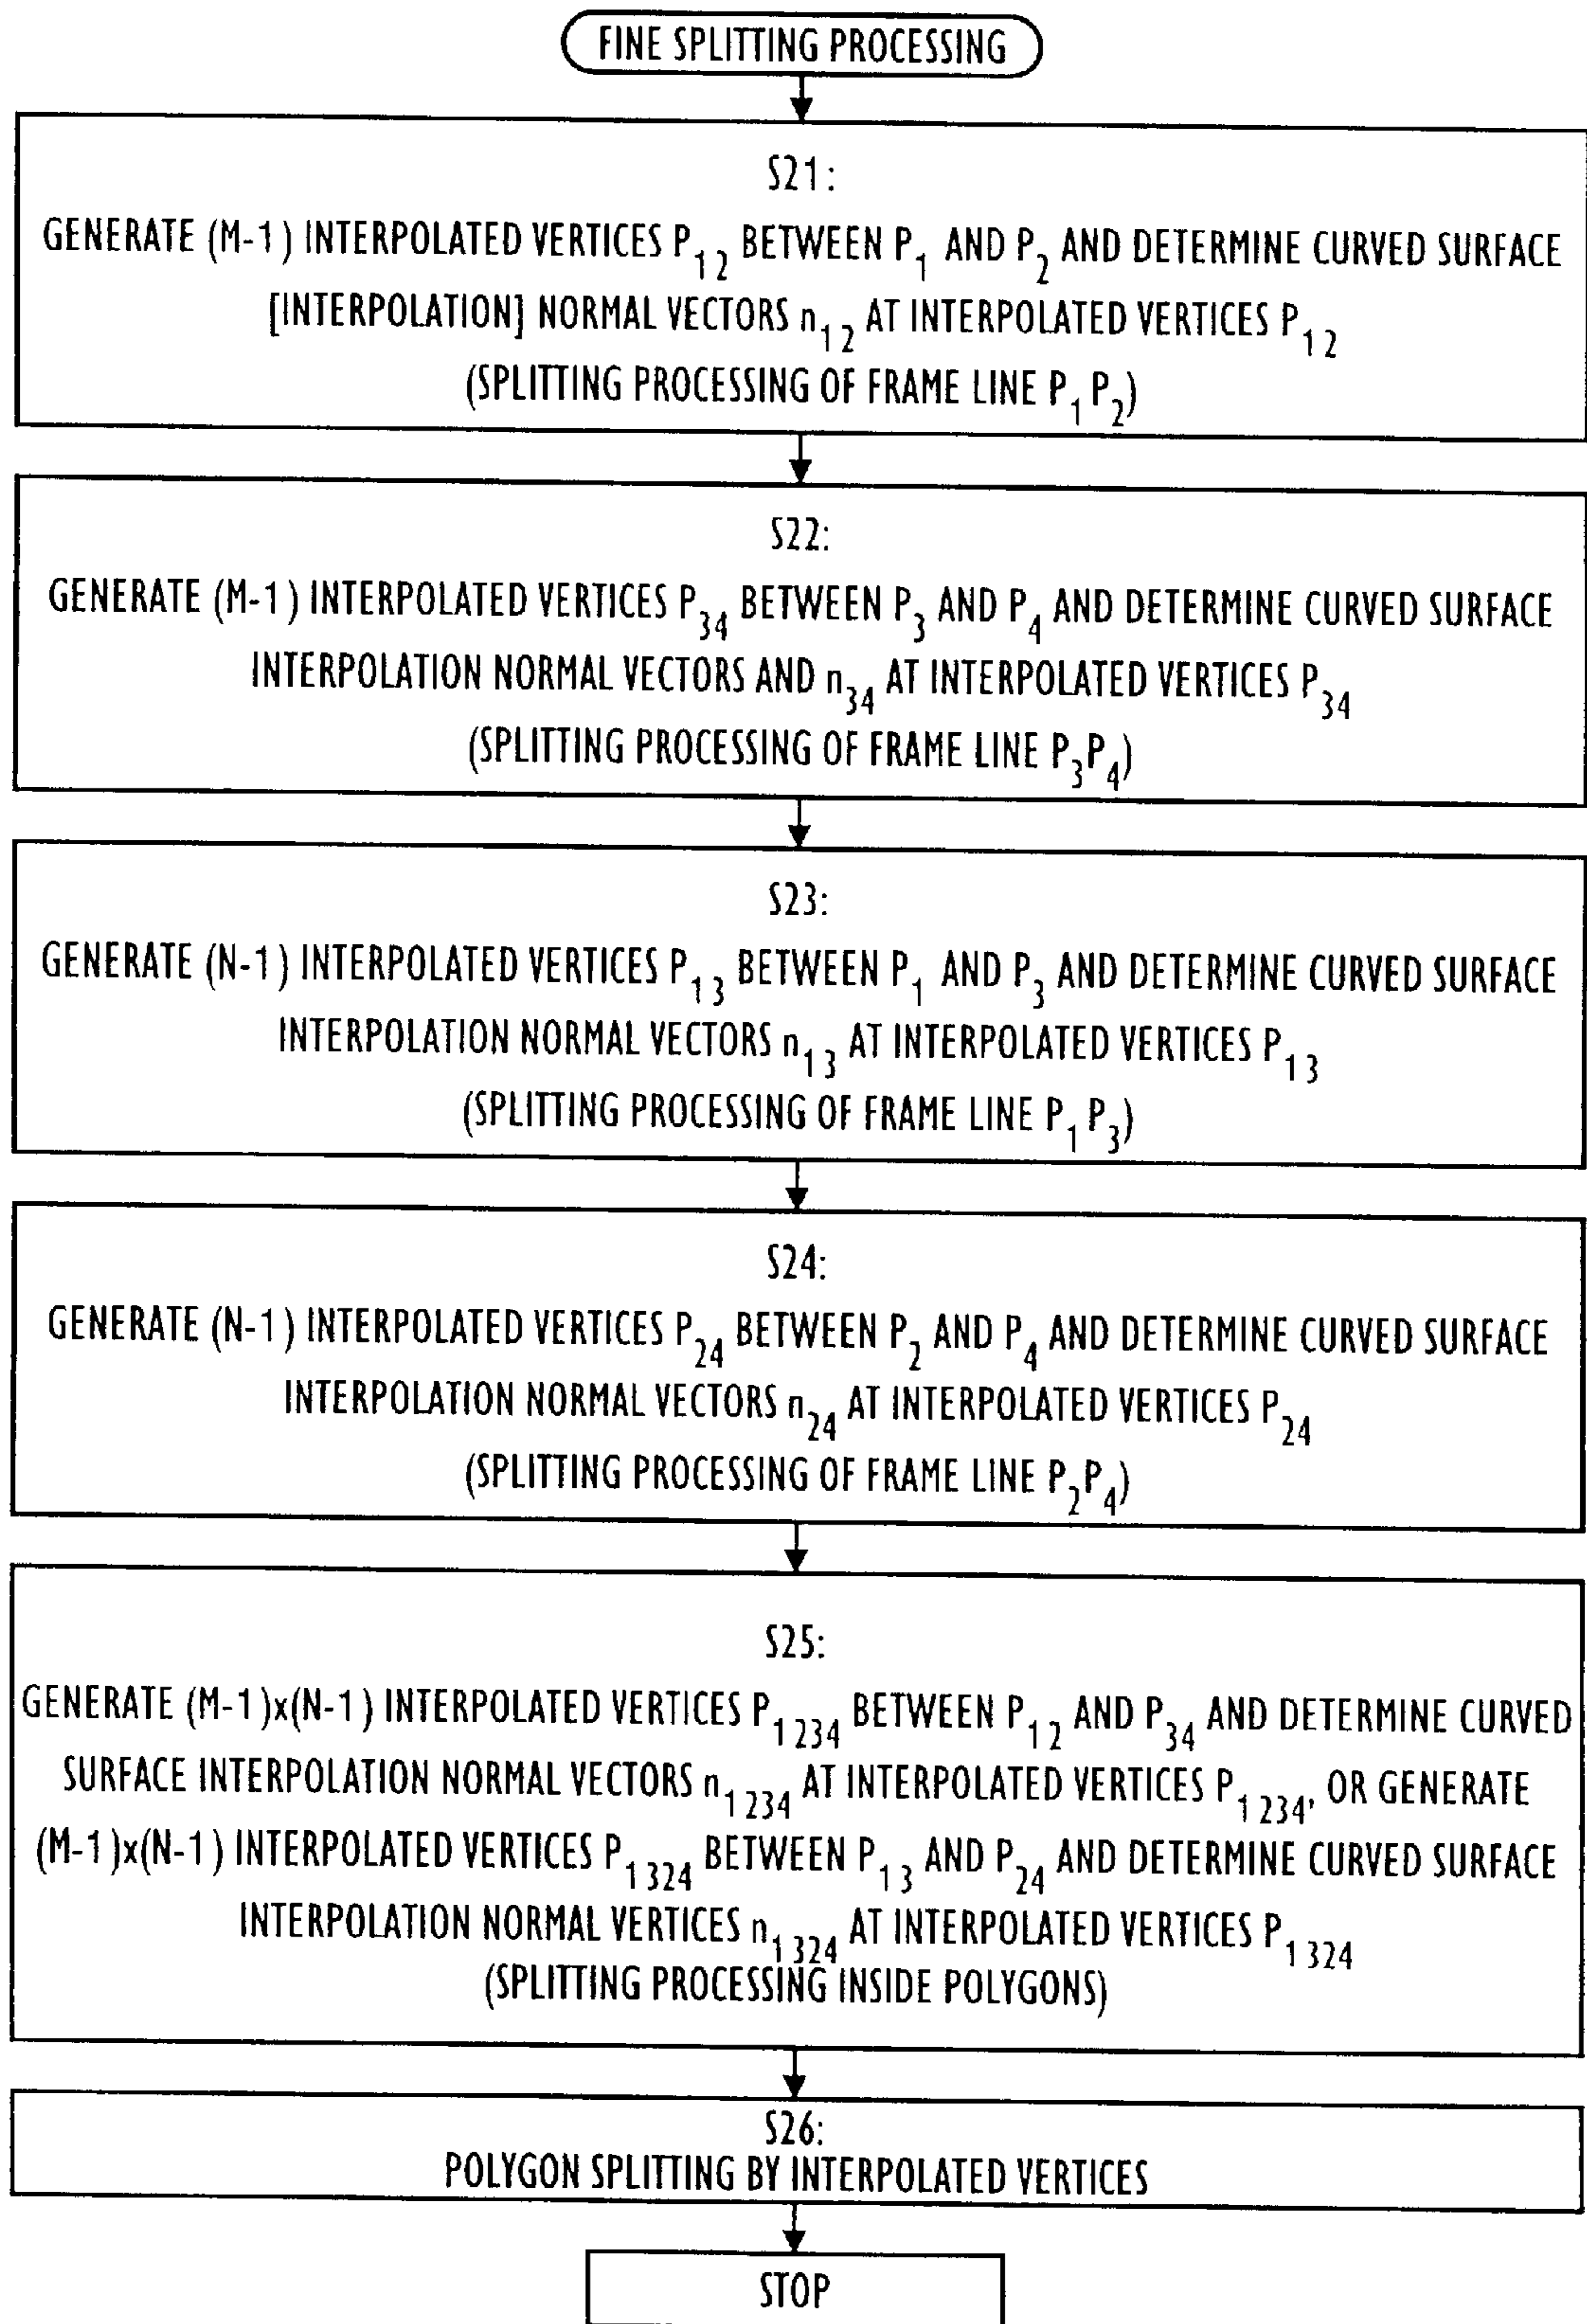 FINE SPLITTING PROCESSING
S21:
GENERATE (M-1) INTERPOLATED VERTICES P12 BETWEEN P1 AND P2 AND DETERMINE CURVED SURFACE
[INTERPOLATION] NORMAL VECTORS n12 AT INTERPOLATED VERTICES P12
(SPLITTING PROCESSING OF FRAME LINE P1 P2)
S22:
GENERATE (M-1) INTERPOLATED VERTICES P34 BETWEEN P3 AND P4 AND DETERMINE CURVED SURFACE
INTERPOLATION NORMAL VECTORS AND n34 AT INTERPOLATED VERTICES P34
(SPLITTING PROCESSING OF FRAME LINE P3P4)
S23:
GENERATE (N-1) INTERPOLATED VERTICES P13 BETWEEN P1 AND P3 AND DETERMINE CURVED SURFACE
INTERPOLATION NORMAL VECTORS n13 AT INTERPOLATED VERTICES P13
(SPLITTING PROCESSING OF FRAME LINE P1 P3)
S24:
GENERATE (N-1) INTERPOLATED VERTICES P24 BETWEEN P2 AND P4 AND DETERMINE CURVED SURFACE
INTERPOLATION NORMAL VECTORS n24 AT INTERPOLATED VERTICES P24
(SPLITTING PROCESSING OF FRAME LINE P2P4)
S25:
GENERATE (M-1)x(N-1) INTERPOLATED VERTICES P1234 BETWEEN P12 AND P34 AND DETERMINE CURVED
SURFACE INTERPOLATION NORMAL VECTORS n1234 AT INTERPOLATED VERTICES P1234, OR GENERATE
(M-1)x(N-1) INTERPOLATED VERTICES P1324 BETWEEN P13 AND P24 AND DETERMINE CURVED SURFACE
INTERPOLATION NORMAL VERTICES n1324 AT INTERPOLATED VERTICES P1324
(SPLITTING PROCESSING INSIDE POLYGONS)
S26:
POLYGON SPLITTING BY INTERPOLATED VERTICES
STOP